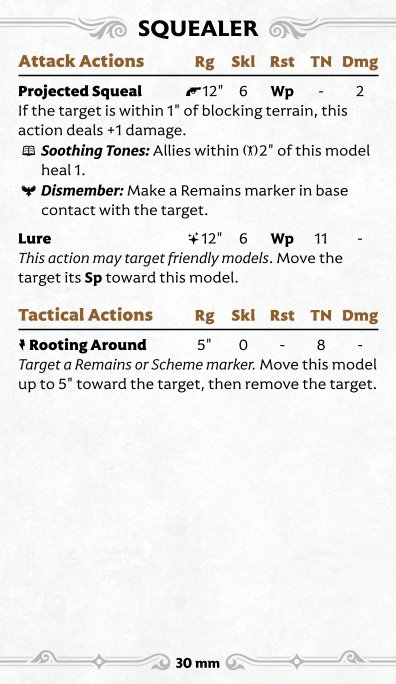 SQUEALER
Attack Actions Rg Skl Rst TN Dmg
Projected Squeal 12" 6 Wp - 2
If the target is within 1" of blocking terrain, this
action deals +1 damage.
Soothing Tones: Allies within 2" of this model
heal 1.
Dismember: Make a Remains marker in base
contact with the target.
Lure 12" 6 Wp 11 -
This action may target friendly models. Move the
target its Sp toward this model.
Tactical Actions Rg Skl Rst TN Dmg
Rooting Around 5" 0 - 8 -
Target a Remains or Scheme marker. Move this model
up to 5" toward the target, then remove the target.
30 mm